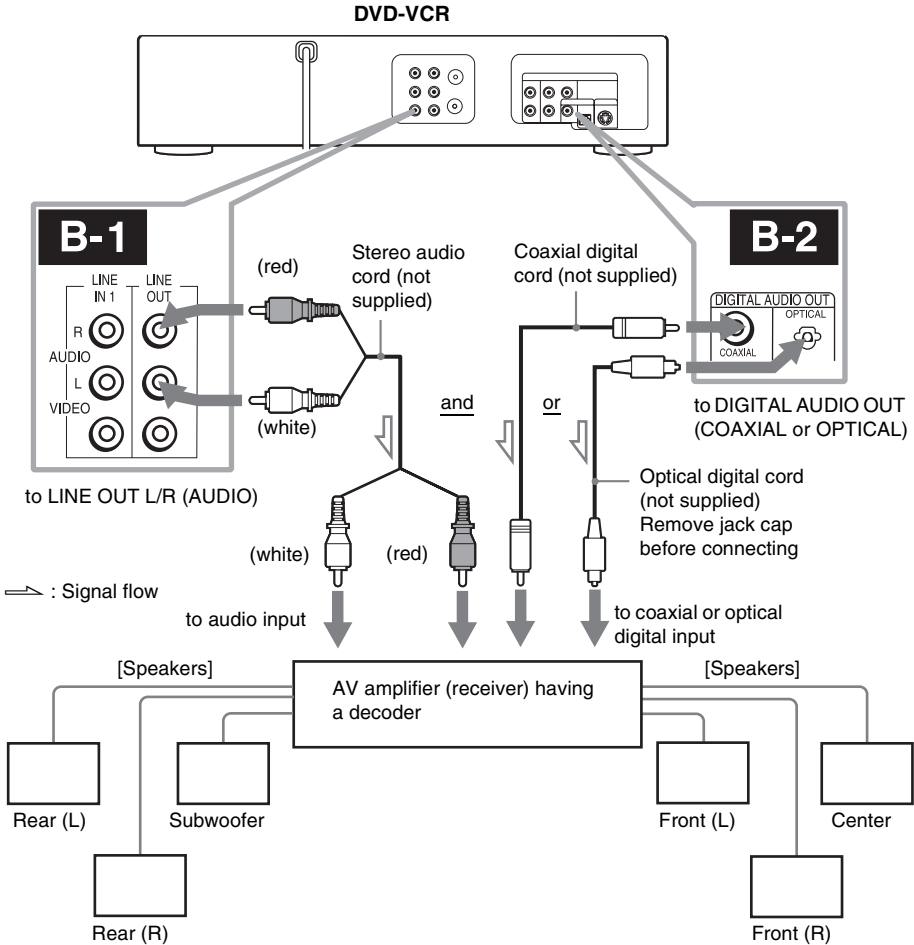 DVD-VCR
B-1
B-2
LINE IN 1
LINE OUT
R
AUDIO
L
VIDEO
(red)
(white)
Stereo audio
cord (not
supplied)
Coaxial digital
cord (not supplied)
DIGITAL AUDIO OUT
OPTICAL
COAXIAL
and
or
to DIGITAL AUDIO OUT
(COAXIAL or OPTICAL)
to LINE OUT L/R (AUDIO)
Optical digital cord
(not supplied)
Remove jack cap
before connecting
(white)
(red)
: Signal flow
to audio input
to coaxial or optical
digital input
[Speakers]
[Speakers]
AV amplifier (receiver) having
a decoder
Rear (L)
Subwoofer
Front (L)
Center
Rear (R)
Front (R)